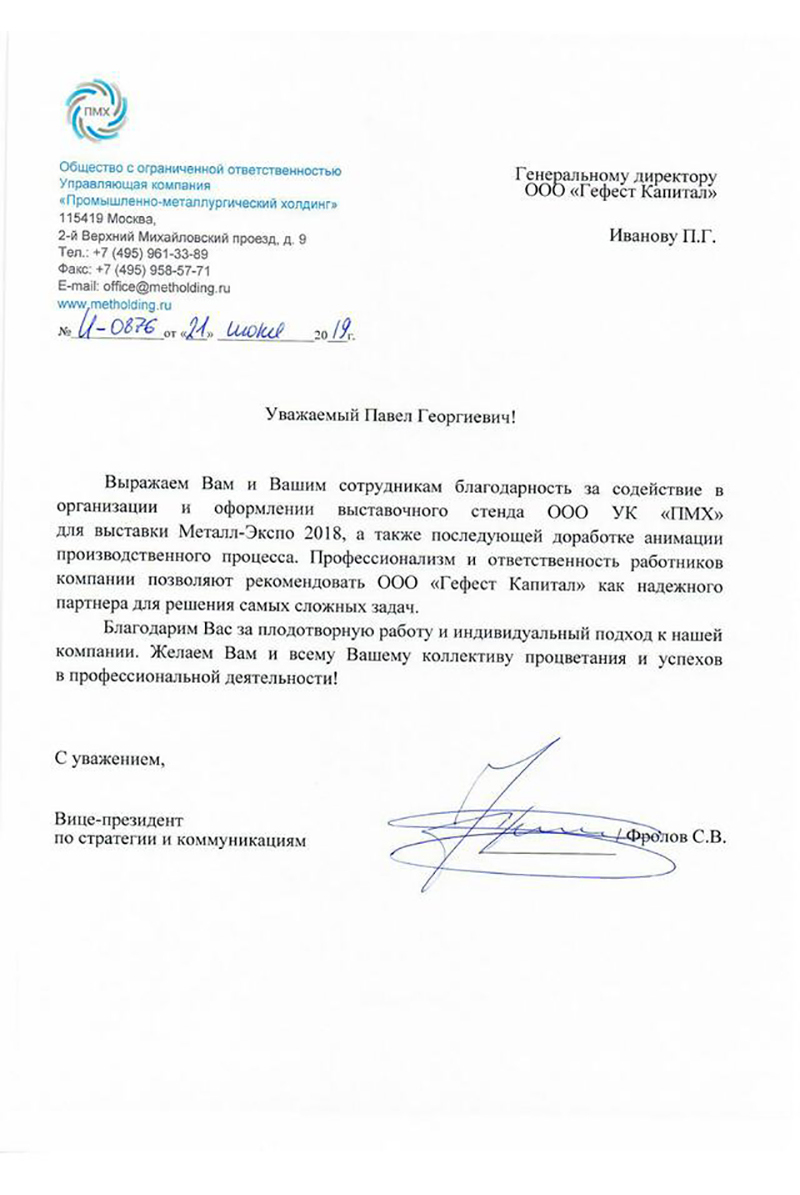 ПМХ
Общество с ограниченной ответственностью
Управляющая компания
«Промышленно-металлургический холдинг»
115419 Москва,
2-й Верхний Михайловский проезд, д. 9
Тел.: +7 (495) 961-33-89
Факс: +7 (495) 958-57-71
E-mail: office@metholding.ru
www.metholding.ru
№ И-0876 от «21» июня 2019г.
Генеральному директору
ООО «Гефест Капитал»
Иванову П.Г.
Уважаемый Павел Георгиевич!
Выражаем Вам и Вашим сотрудникам благодарность за содействие в
организации и оформлении выставочного стенда ООО УК «ПМХ»
для выставки Металл-Экспо 2018, а также последующей доработке анимации
производственного процесса. Профессионализм и ответственность работников
компании позволяют рекомендовать ООО «Гефест Капитал» как надежного
партнера для решения самых сложных задач.
Благодарим Вас за плодотворную работу и индивидуальный подход к нашей
компании. Желаем Вам и всему Вашему коллективу процветания и успехов
в профессиональной деятельности!
С уважением,
Вице-президент
по стратегии и коммуникациям
Фролов С.В.